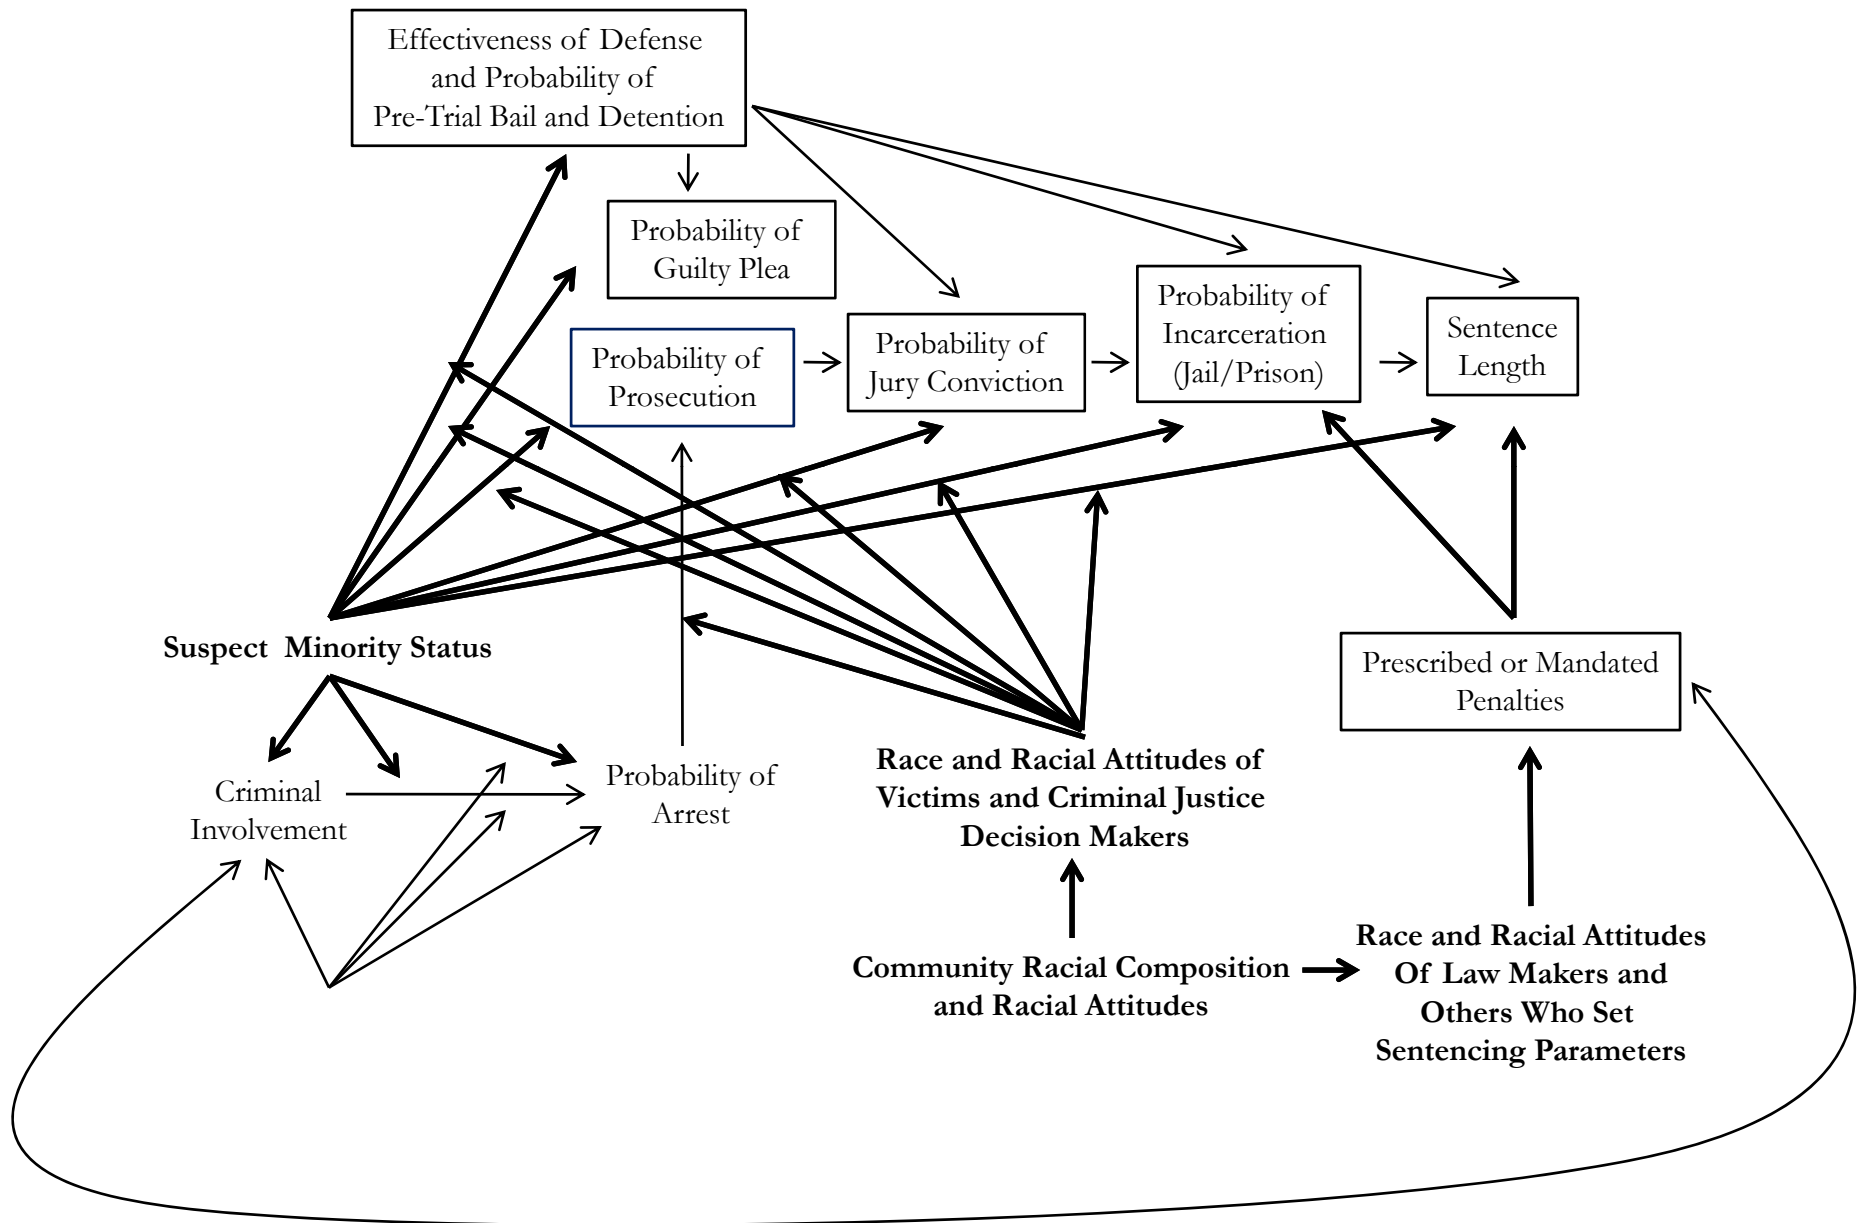 Effectiveness of Defense
and Probability of
Pre-Trial Bail and Detention
Probability of
Guilty Plea
Probability of
Prosecution
Probability of
Jury Conviction
Probability of
Incarceration
(Jail/Prison)
Sentence
Length
Suspect Minority Status
Prescribed or Mandated
Penalties
Criminal
Involvement
Probability of
Arrest
Race and Racial Attitudes of
Victims and Criminal Justice
Decision Makers
Community Racial Composition
and Racial Attitudes
Race and Racial Attitudes
Of Law Makers and
Others Who Set
Sentencing Parameters